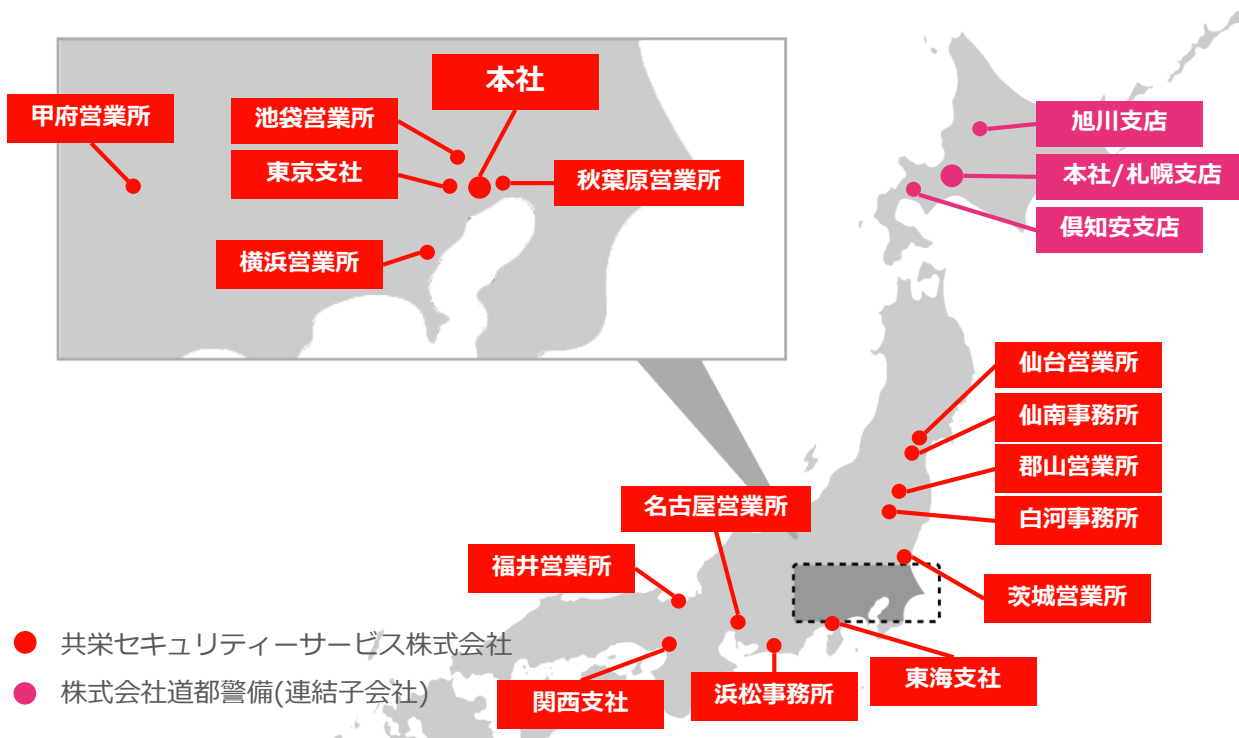 本社
甲府営業所
池袋営業所
東京支社
秋葉原営業所
横浜営業所
旭川支店
本社/札幌支店
倶知安支店
仙台営業所
仙南事務所
郡山営業所
白河事務所
名古屋営業所
福井営業所
茨城営業所
関西支社
浜松事務所
東海支社
共栄セキュリティーサービス株式会社
株式会社道都警備(連結子会社)